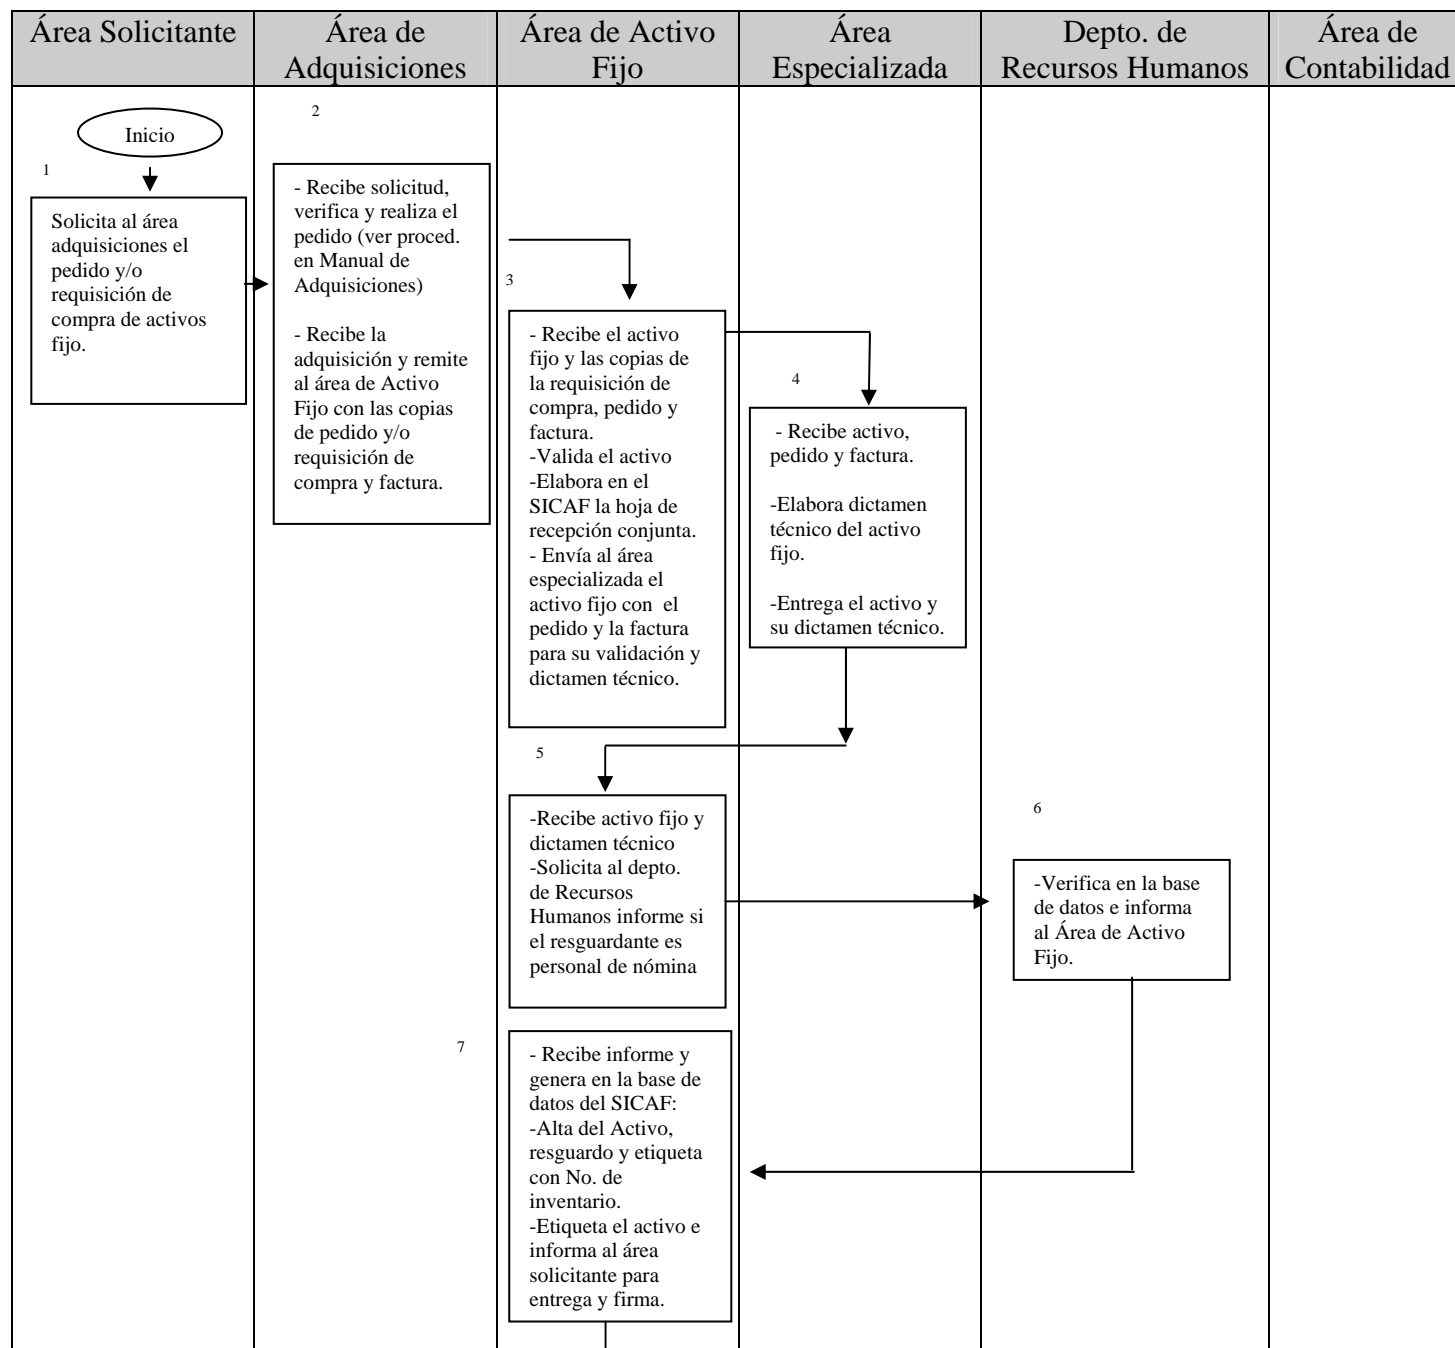 Área Solicitante
Área de
Adquisiciones
Área de Activo
Fijo
Área
Especializada
Depto. de
Recursos Humanos
Área de
Contabilidad
Inicio
1
Solicita al área
adquisiciones el
pedido y/o
requisición de
compra de activos
fijo.
2
- Recibe solicitud,
verifica y realiza el
pedido (ver proced.
en Manual de
Adquisiciones)
- Recibe la
adquisición y remite
al área de Activo
Fijo con las copias
de pedido y/o
requisición de
compra y factura.
3
- Recibe el activo
fijo y las copias de
la requisición de
compra, pedido y
factura.
-Valida el activo
-Elabora en el
SICAF la hoja de
recepción conjunta.
- Envía al área
especializada el
activo fijo con  el
pedido y la factura
para su validación y
dictamen técnico.
4
- Recibe activo,
pedido y factura.
-Elabora dictamen
técnico del activo
fijo.
-Entrega el activo y
su dictamen técnico.
5
-Recibe activo fijo y
dictamen técnico
-Solicita al depto.
de Recursos
Humanos informe si
el resguardante es
personal de nómina
6
-Verifica en la base
de datos e informa
al Área de Activo
Fijo.
7
- Recibe informe y
genera en la base de
datos del SICAF:
-Alta del Activo,
resguardo y etiqueta
con No. de
inventario.
-Etiqueta el activo e
informa al área
solicitante para
entrega y firma.